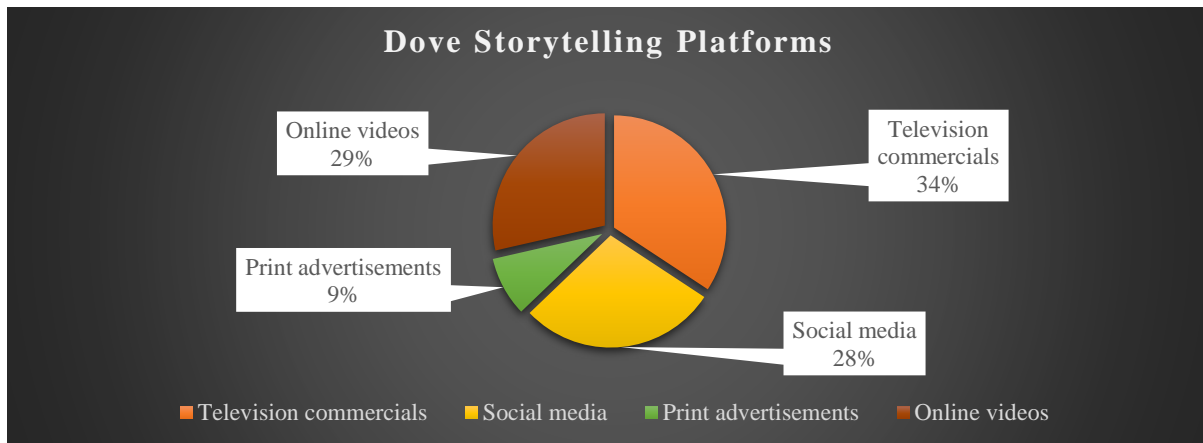 Dove Storytelling Platforms
Online videos
29%
Television
commercials
34%
Print advertisements
9%
Social media
28%
Television commercials Social media Print advertisements Online videos